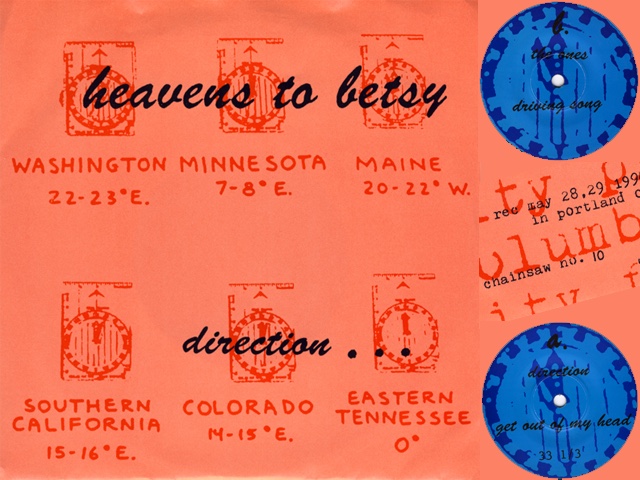 heavens to betsy
WASHINGTON
22-23° E.
MINNESOTA
7-8° E.
MAINE
20-22° W.
direction . . .
SOUTHERN
CALIFORNIA
15-16° E.
COLORADO
14-15° E.
EASTERN
TENNESSEE
0°
b.
the ones
driving song
rec may 28,29
in portland
chainsaw no. 10
a.
direction
get out of my head
33 1/3